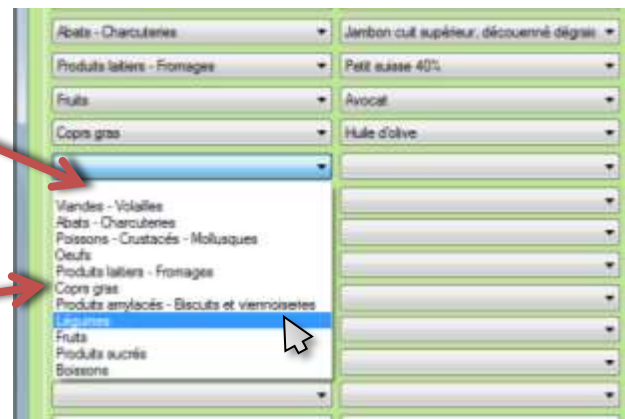 Abats - Charcuteries Jambon cuit supérieur, découenné dégrais
Produits laitiers - Fromages Petit suisse 40%
Fruits Avocat
Coprs gras Huile d'olive
Viandes - Volailles
Abats - Charcuteries
Poissons - Crustacés - Mollusques
Oeufs
Produits laitiers - Fromages
Coprs gras
Produits amylacés - Biscuits et viennoiseries
Légumes
Fruits
Produits sucrés
Boissons